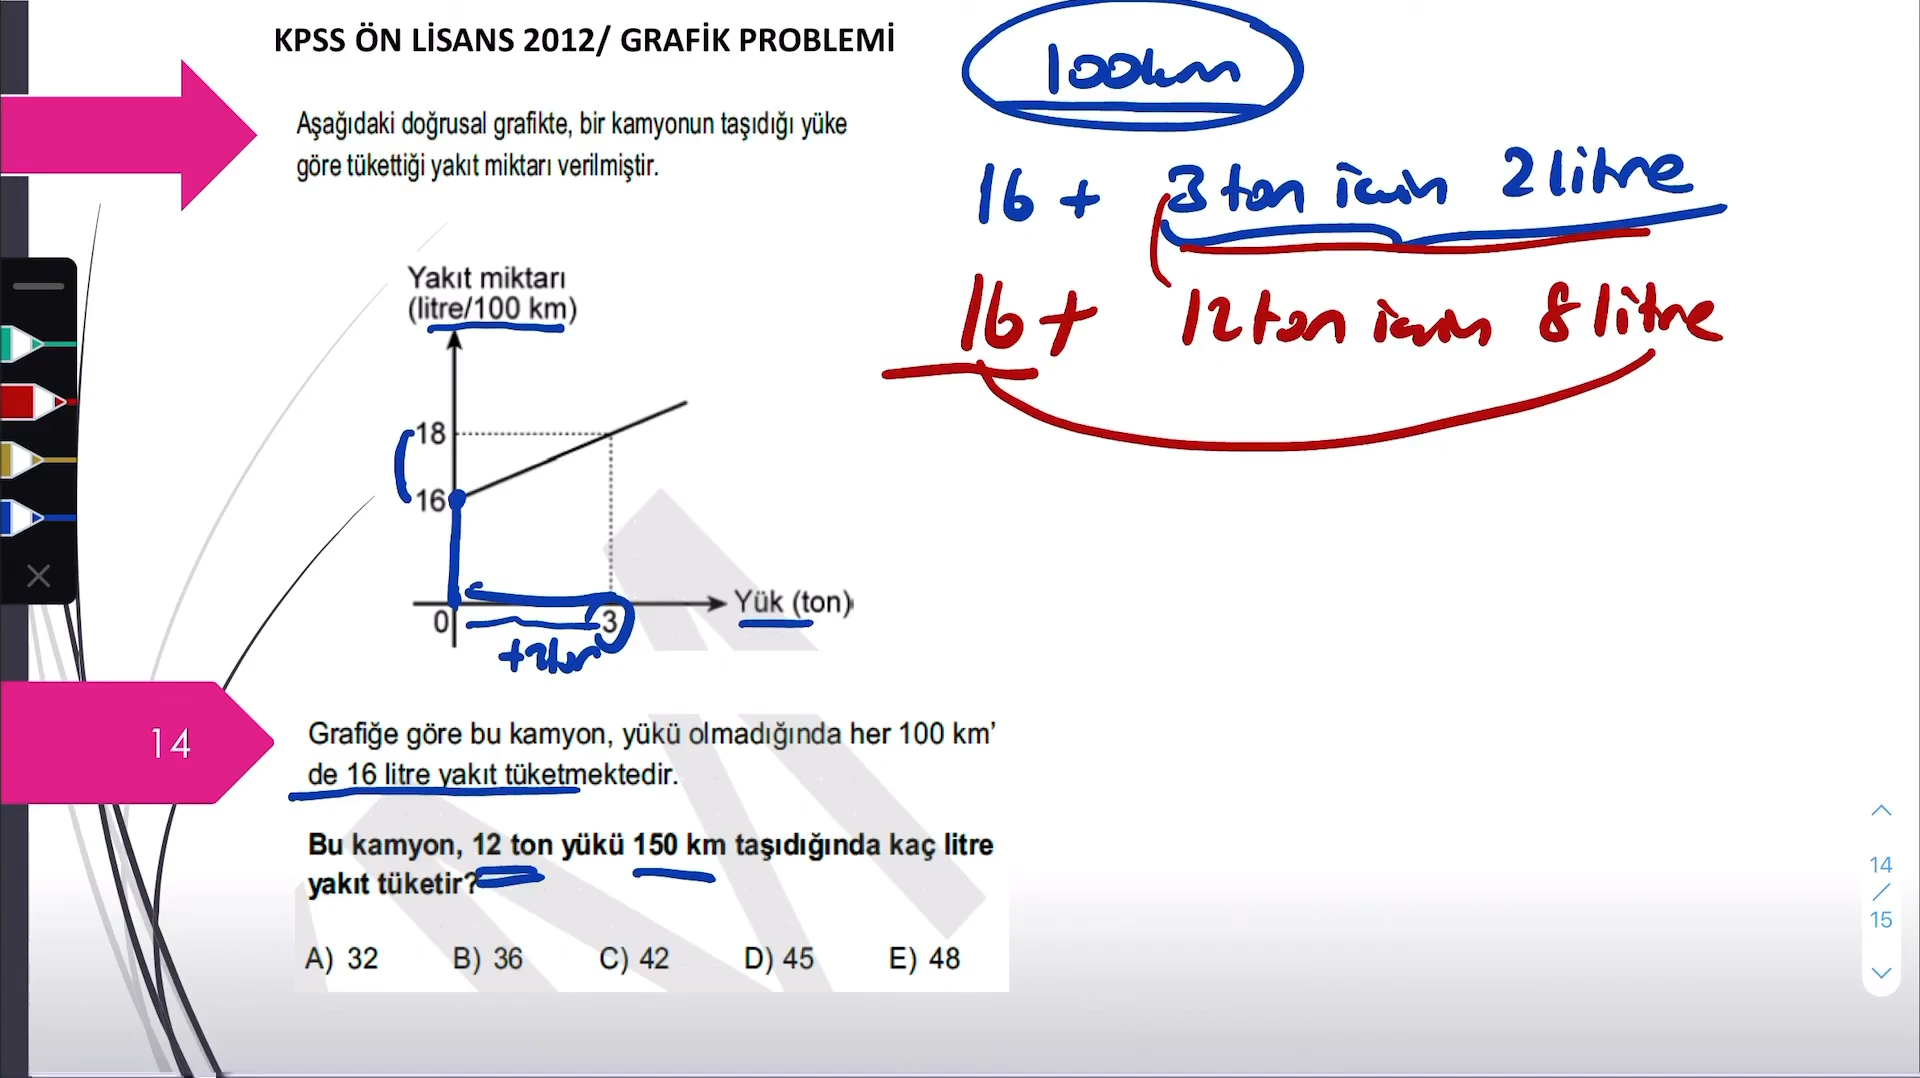 KPSS ÖN LİSANS 2012/ GRAFİK PROBLEMİ
Aşağıdaki doğrusal grafikte, bir kamyonun taşıdığı yüke
göre tükettiği yakıt miktarı verilmiştir.
100km
16 + 3 ton için 2 litre
16 + 12 ton için 8 litre
Yakıt miktarı
(litre/100 km)
18
16
0
3
Yük (ton)
14
Grafiğe göre bu kamyon, yükü olmadığında her 100 km’
de 16 litre yakıt tüketmektedir.
Bu kamyon, 12 ton yükü 150 km taşıdığında kaç litre
yakıt tüketir?
A) 32 B) 36 C) 42 D) 45 E) 48
14
/
15